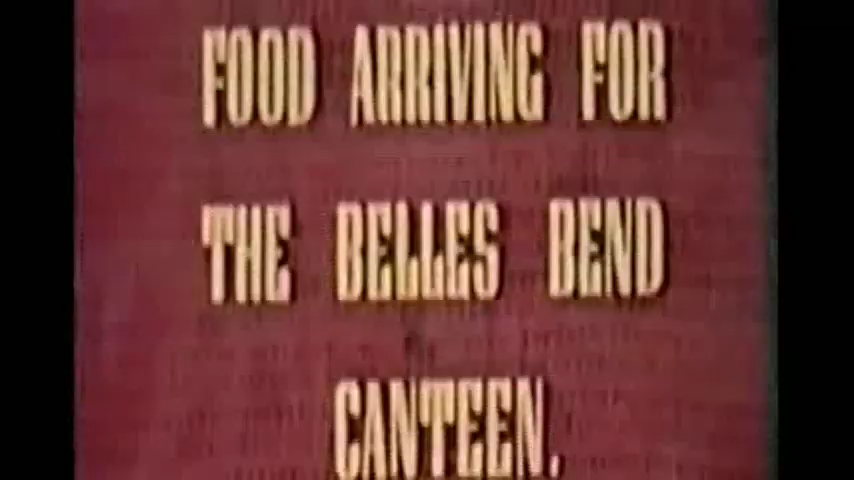 FOOD ARRIVING FOR
THE BELLES BEND
CANTEEN.